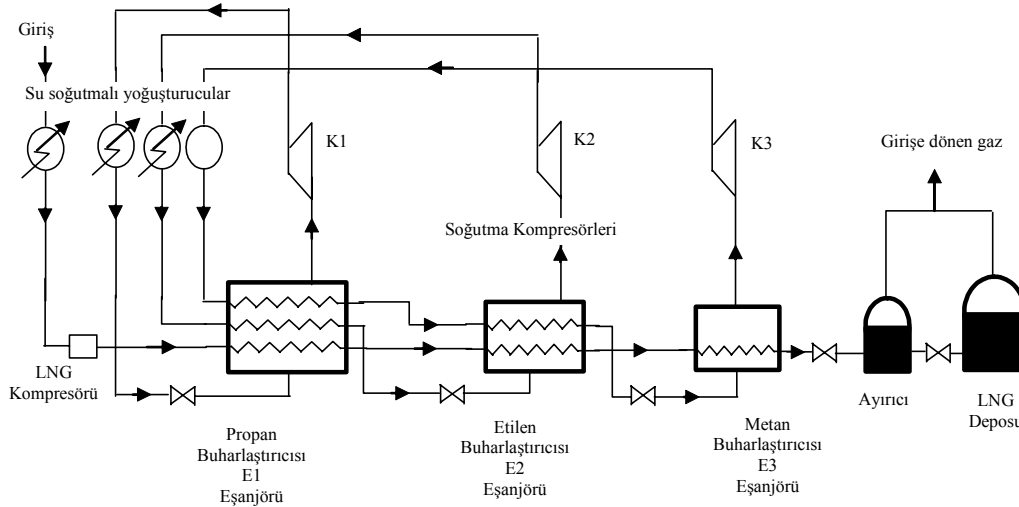 Giriş
Su soğutmalı yoğuşturucular
K1
K2
K3
Girişe dönen gaz
Soğutma Kompresörleri
LNG
Kompresörü
Propan
Buharlaştırıcısı
E1
Eşanjörü
Etilen
Buharlaştırıcısı
E2
Eşanjörü
Metan
Buharlaştırıcısı
E3
Eşanjörü
Ayırıcı
LNG
Deposu